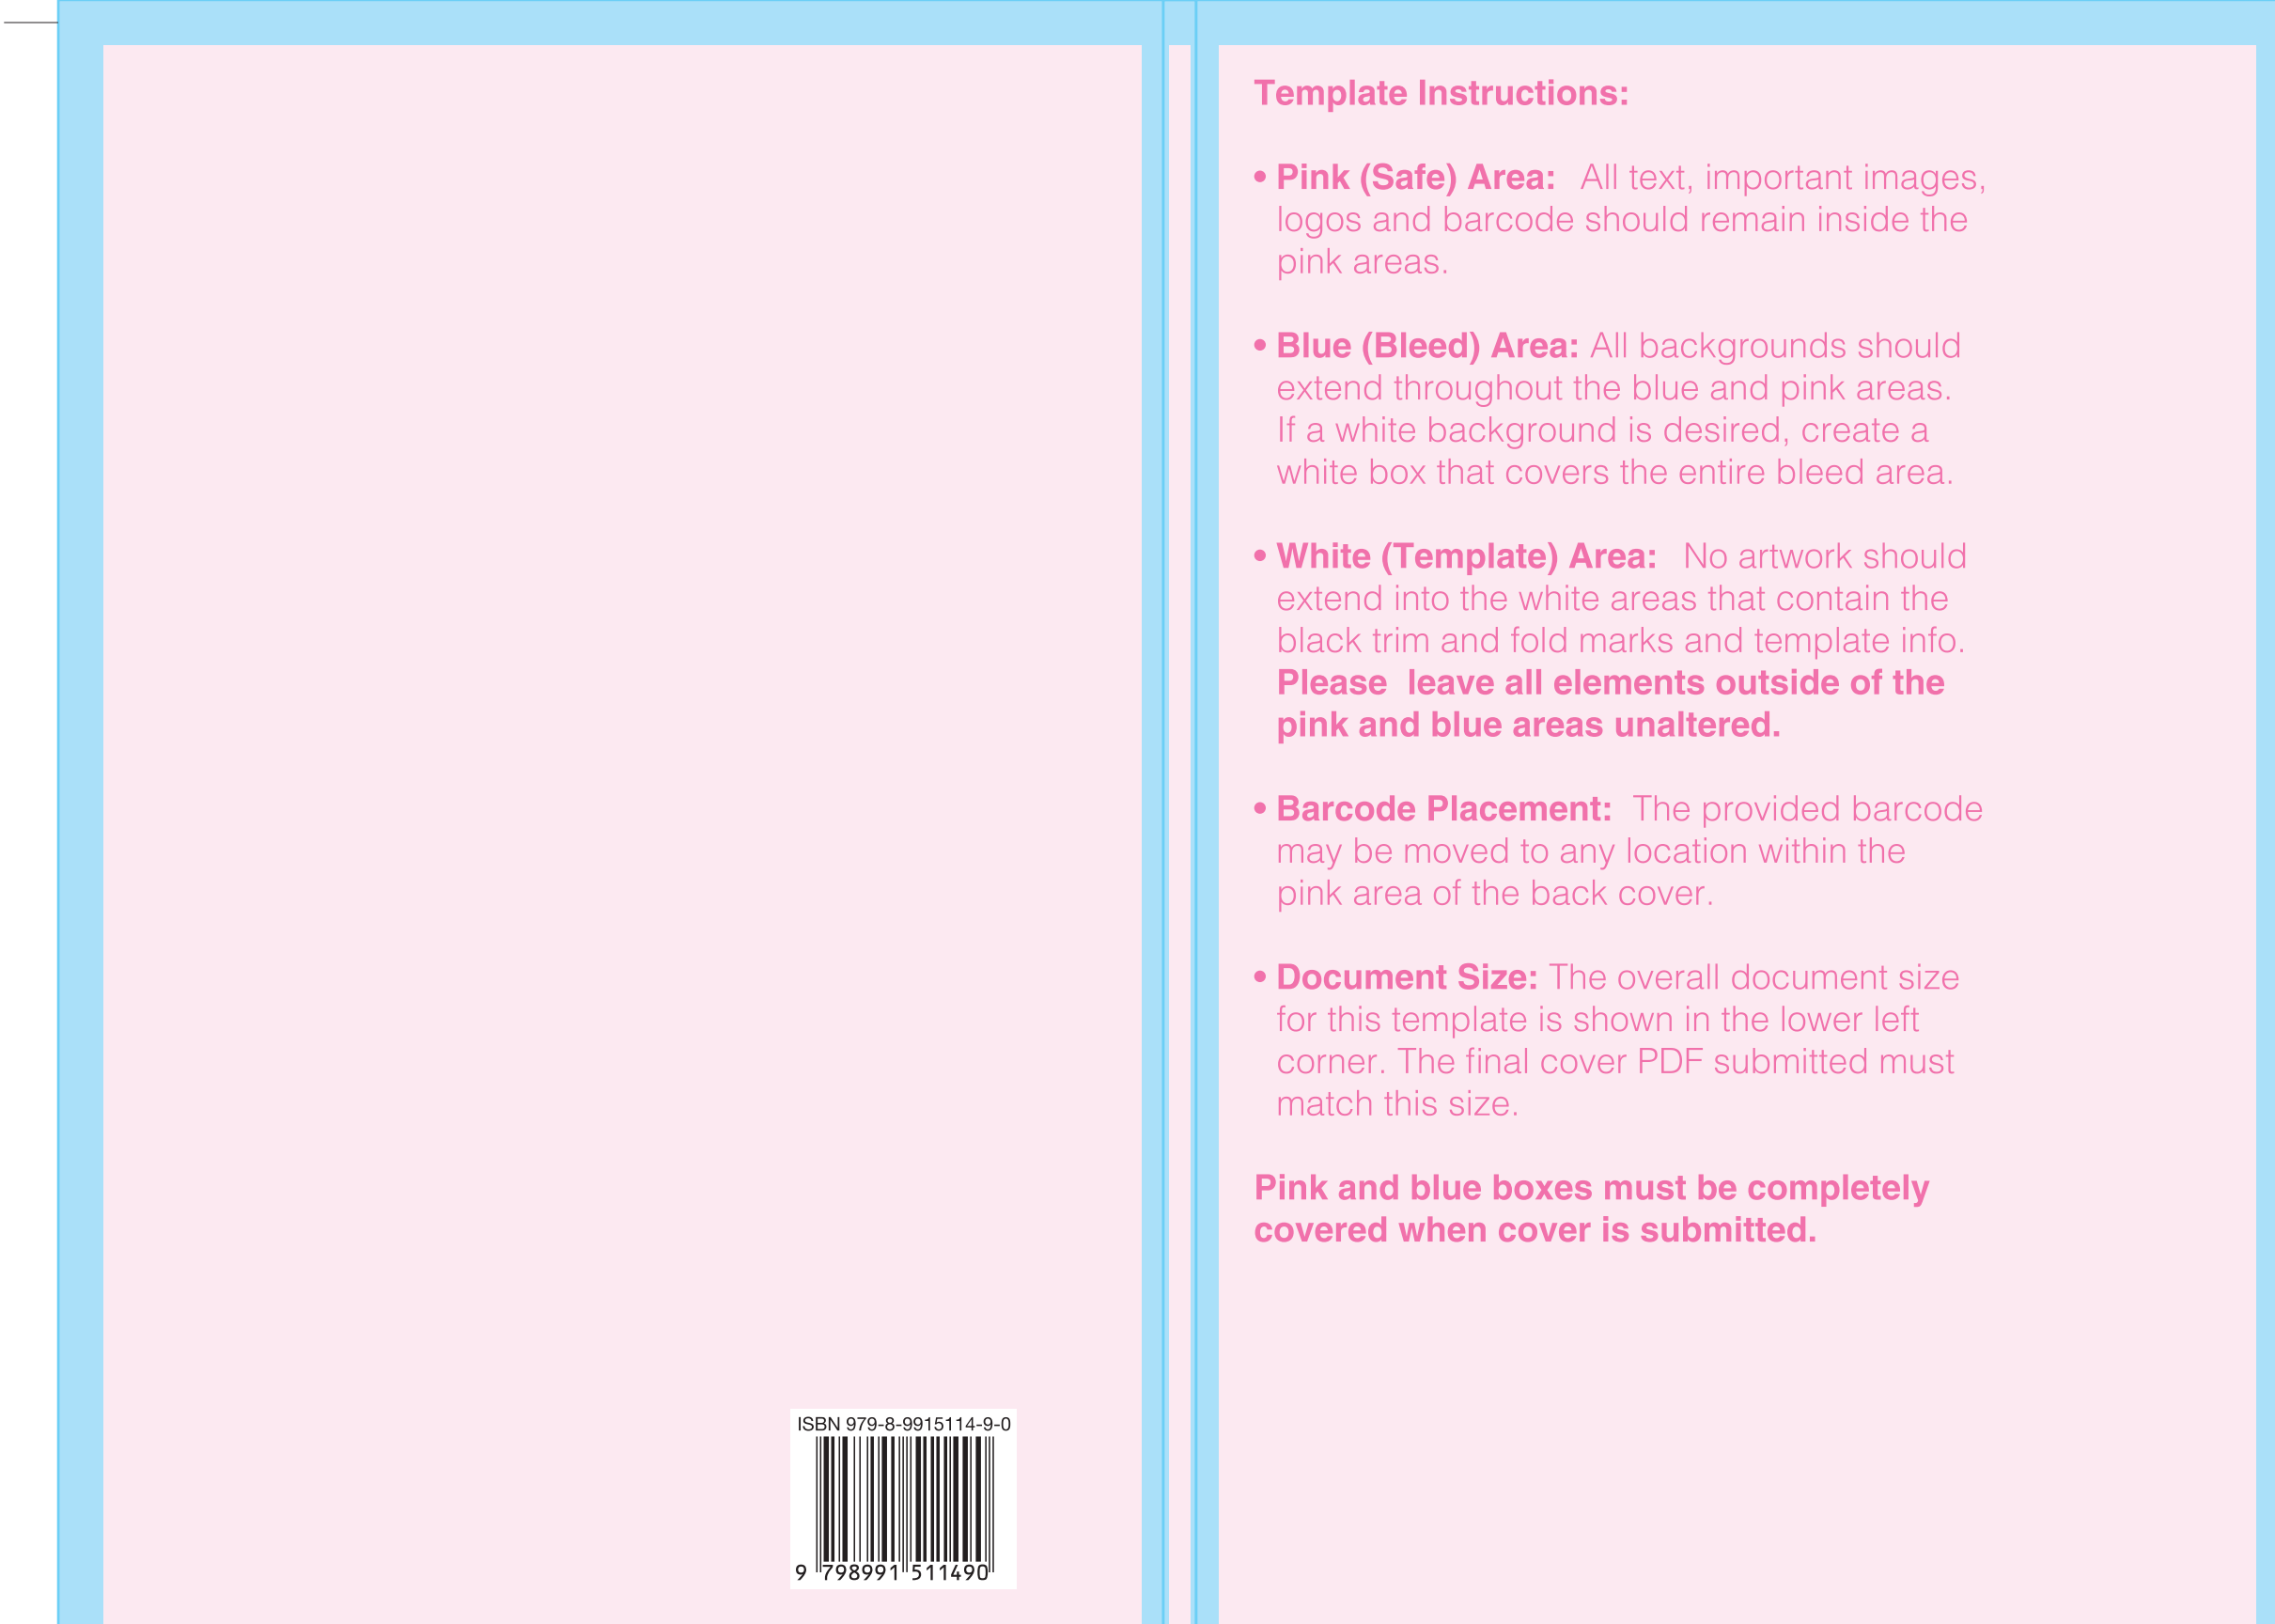 Template Instructions:
• Pink (Safe) Area: All text, important images,
logos and barcode should remain inside the
pink areas.
• Blue (Bleed) Area: All backgrounds should
extend throughout the blue and pink areas.
If a white background is desired, create a
white box that covers the entire bleed area.
• White (Template) Area: No artwork should
extend into the white areas that contain the
black trim and fold marks and template info.
Please leave all elements outside of the
pink and blue areas unaltered.
• Barcode Placement: The provided barcode
may be moved to any location within the
pink area of the back cover.
• Document Size: The overall document size
for this template is shown in the lower left
corner. The final cover PDF submitted must
match this size.
Pink and blue boxes must be completely
covered when cover is submitted.
ISBN 979-8-9915114-9-0
9 798991 511490